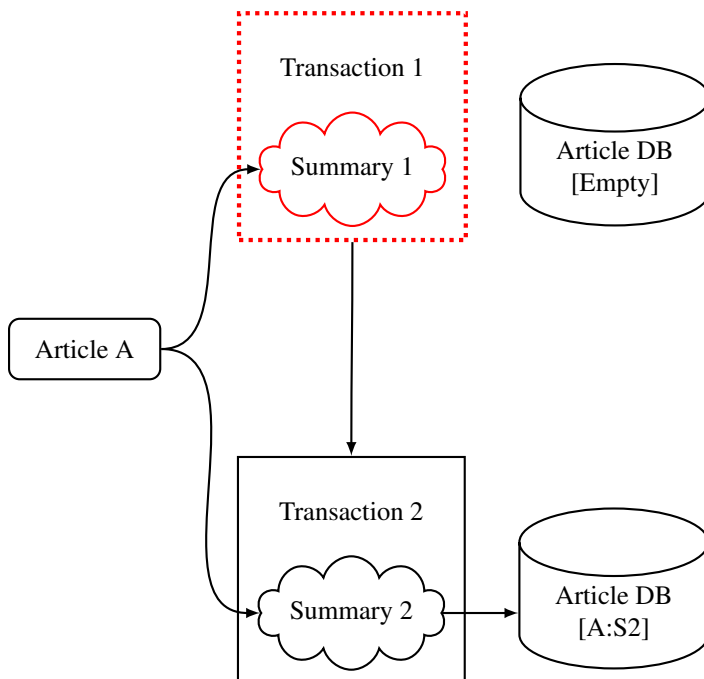 Transaction 1
Summary 1
Article DB
[Empty]
Article A
Transaction 2
Summary 2
Article DB
[A:S2]